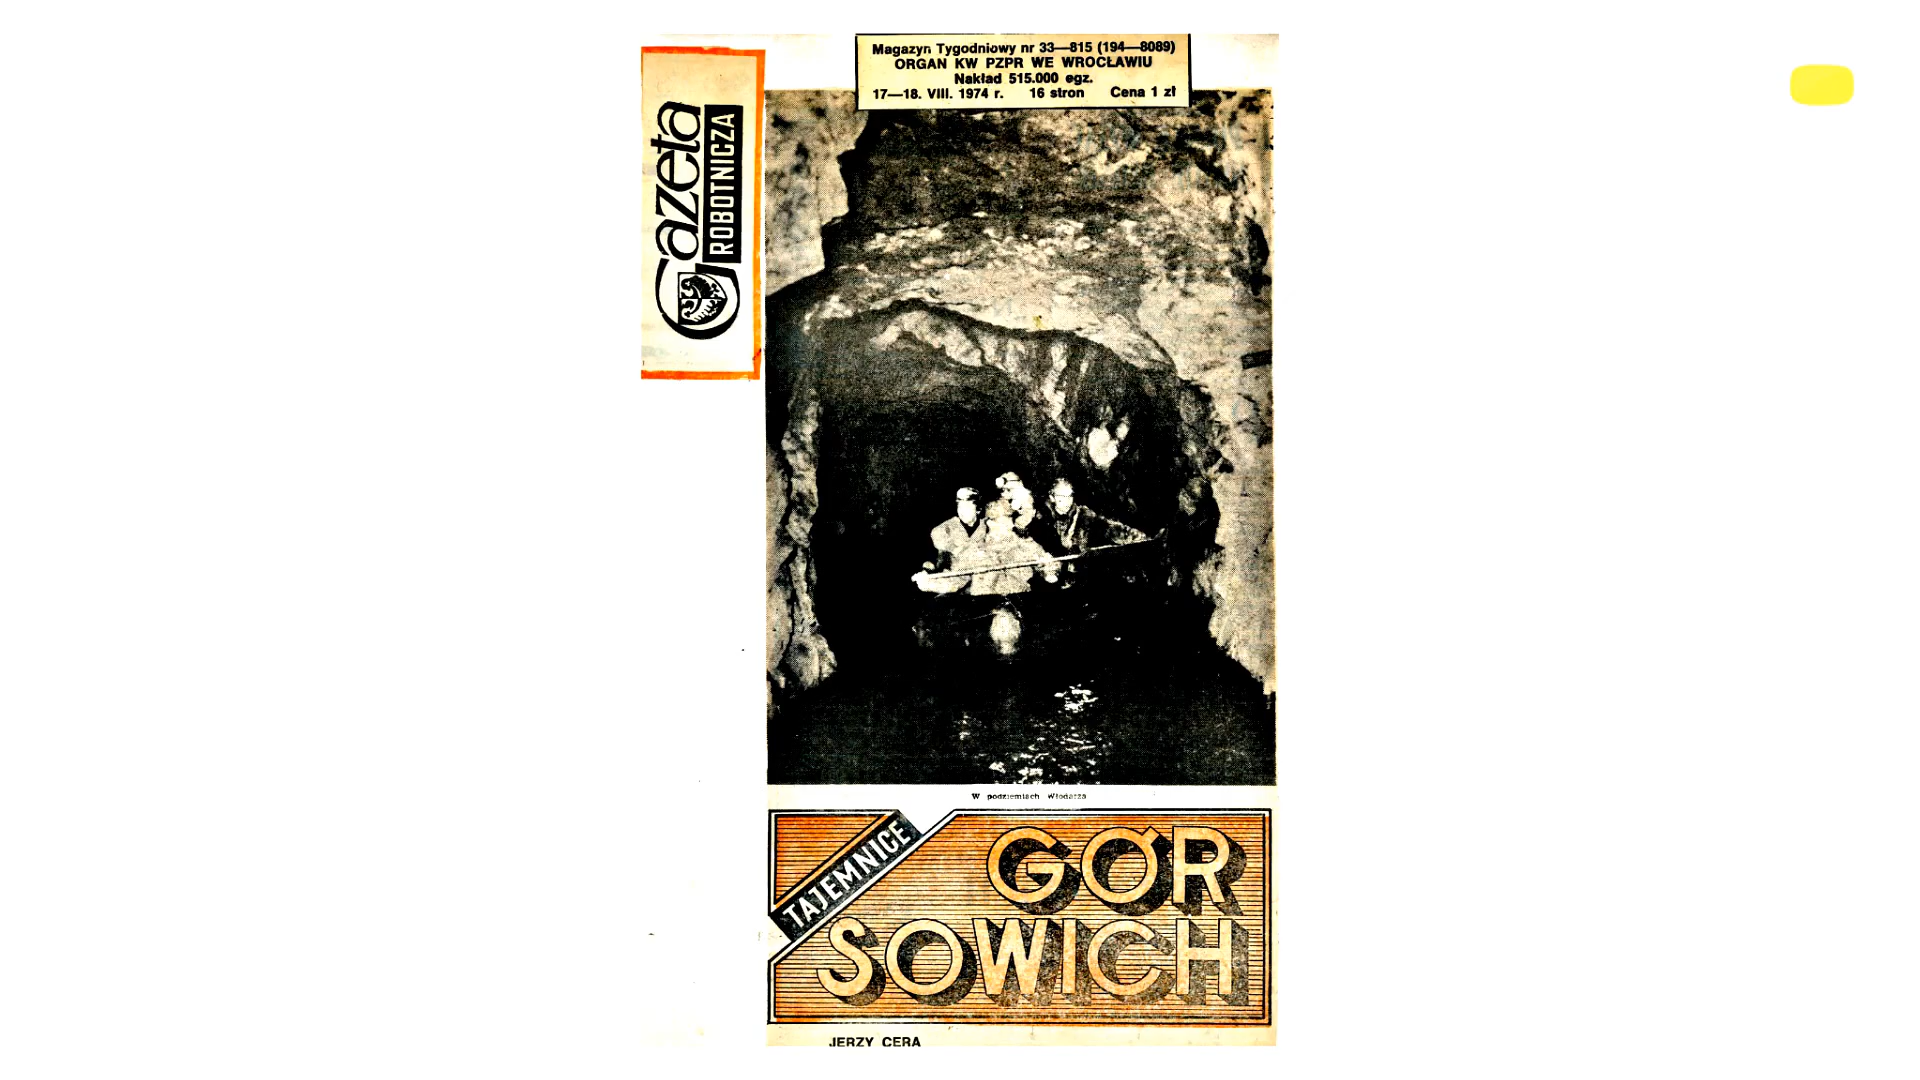 Gazeta
ROBOTNICZA
Magazyn Tygodniowy nr 33—815 (194—8089)
ORGAN KW PZPR WE WROCŁAWIU
Nakład 515.000 egz.
17—18. VIII. 1974 r. 16 stron Cena 1 zł
W podziemiach Włodarza
TAJEMNICE
GÓR
SOWICH
JERZY CERA